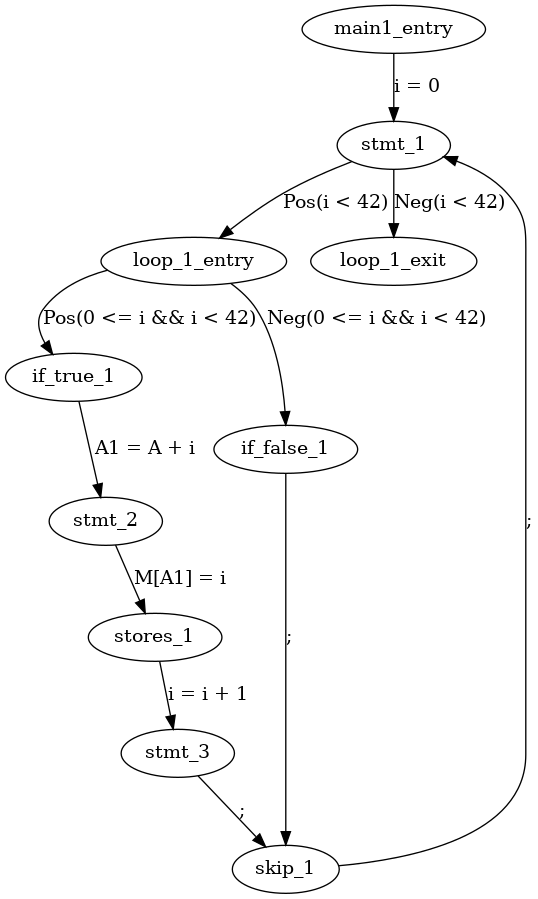 main1_entry
i = 0
stmt_1
Pos(i < 42)
Neg(i < 42)
loop_1_entry
loop_1_exit
Pos(0 <= i && i < 42)
Neg(0 <= i && i < 42)
if_true_1
A1 = A + i
if_false_1
stmt_2
;
M[A1] = i
stores_1
;
i = i + 1
stmt_3
;
skip_1